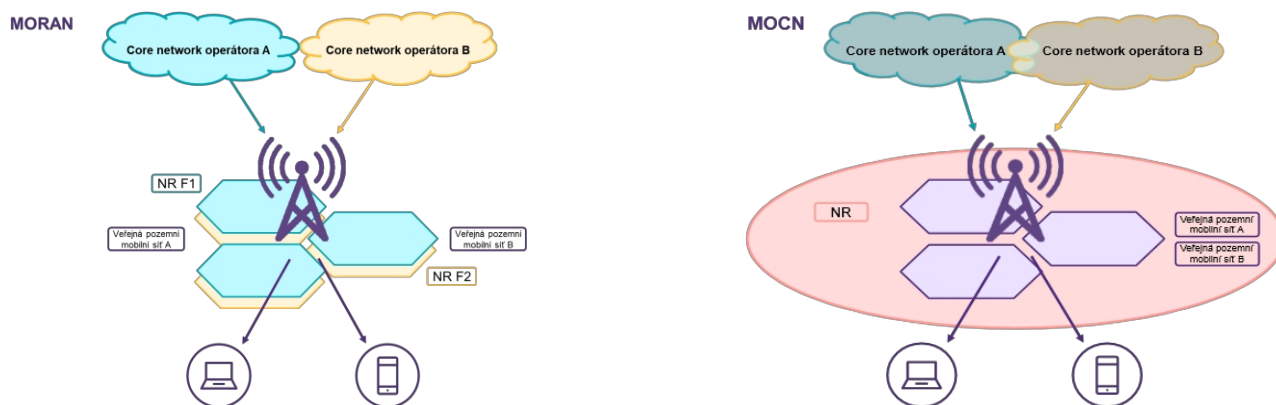 MORAN
Core network operátora A
Core network operátora B
NR F1
Veřejná pozemní
mobilní síť A
Veřejná pozemní
mobilní síť B
NR F2
MOCN
Core network operátora A
Core network operátora B
NR
Veřejná pozemní
mobilní síť A
Veřejná pozemní
mobilní síť B